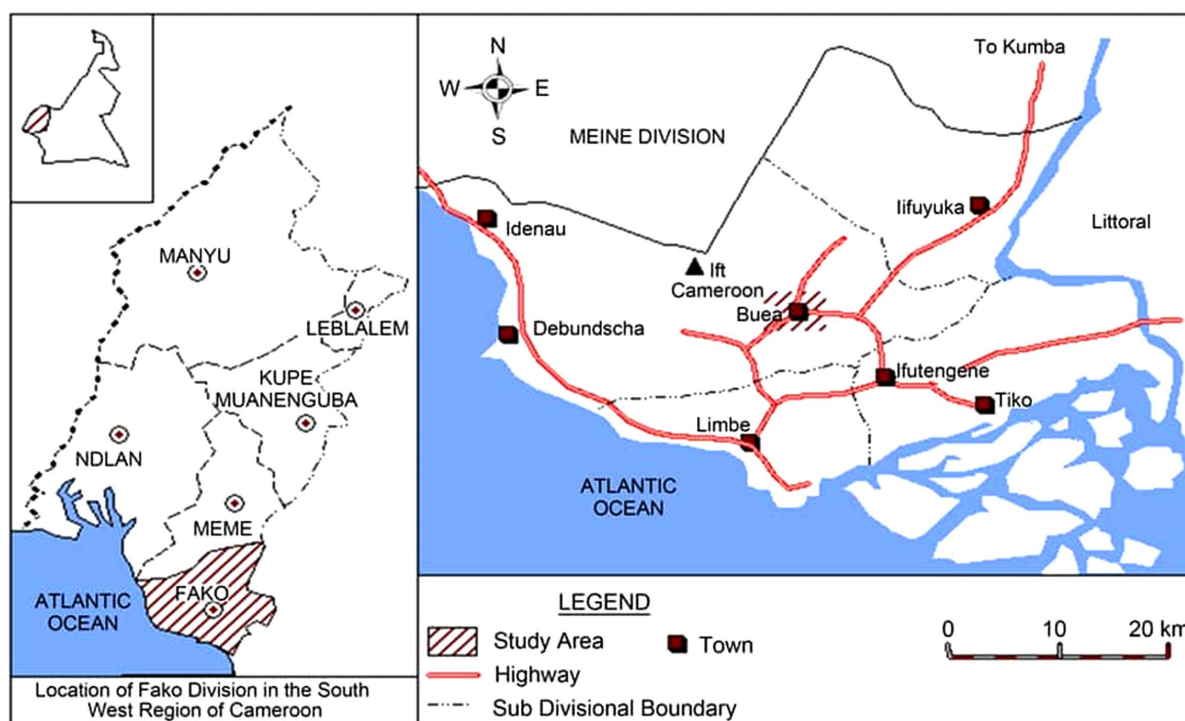 MANYU
LEBLALEM
KUPE
MUANENGUBA
NDLAN
MEME
FAKO
ATLANTIC
OCEAN
Location of Fako Division in the South
West Region of Cameroon
N
W E
S
To Kumba
MEINE DIVISION
Idenau
Iifuyuka
Littoral
Ift
Cameroon
Buea
Debundscha
Ifutengene
Tiko
Limbe
ATLANTIC
OCEAN
LEGEND
Study Area
Town
Highway
Sub Divisional Boundary
0 10 20 km